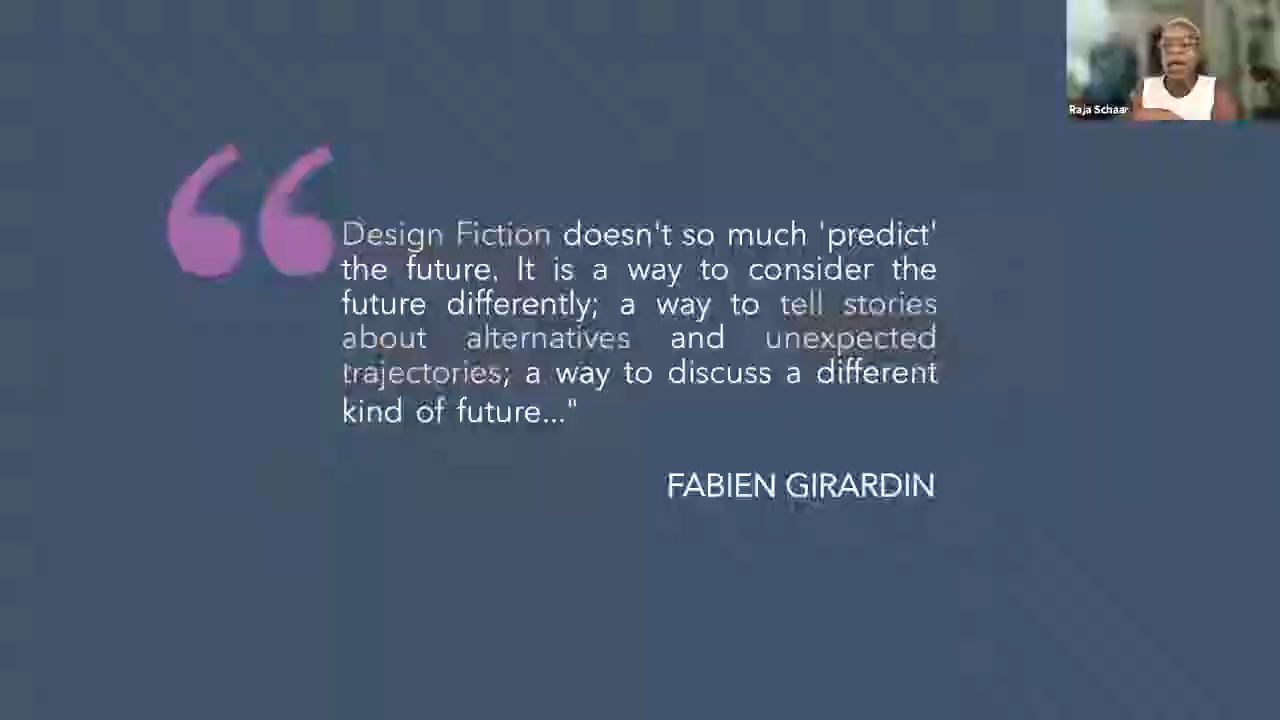 Raja Schaar
“
Design Fiction doesn't so much 'predict'
the future. It is a way to consider the
future differently; a way to tell stories
about alternatives and unexpected
trajectories; a way to discuss a different
kind of future..."
FABIEN GIRARDIN